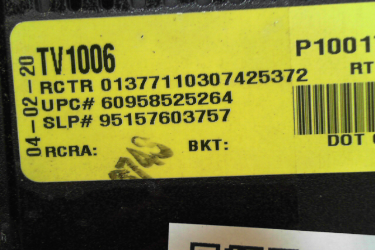 04-02-20
TV1006
RCTR 01377110307425372
UPC# 60958525264
SLP# 95157603757
RCRA: BKT:
P1001
RT
DOT